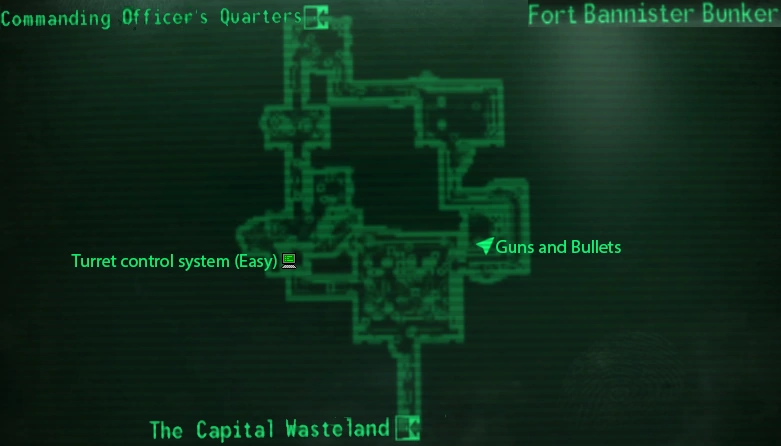 Commanding Officer's Quarters
Fort Bannister Bunker
Guns and Bullets
Turret control system (Easy)
The Capital Wasteland